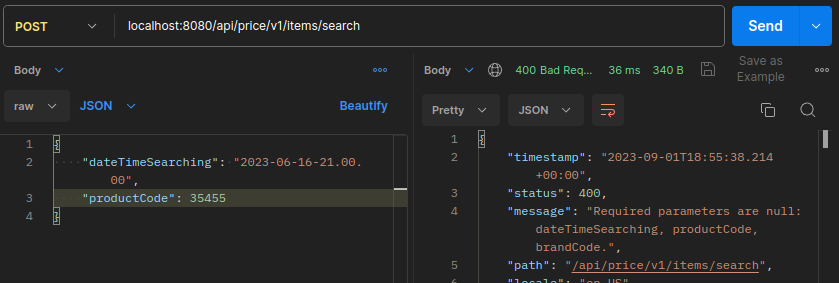 POST localhost:8080/api/price/v1/items/search Send
Body
raw JSON Beautify
1 {
2 "dateTimeSearching": "2023-06-16-21.00.
00",
3 "productCode": 35455
4 }
Body 400 Bad Req... 36 ms 340 B Save as
Example
Pretty JSON
1 {
2 "timestamp": "2023-09-01T18:55:38.214
+00:00",
3 "status": 400,
4 "message": "Required parameters are null:
dateTimeSearching, productCode,
brandCode.",
5 "path": "/api/price/v1/items/search",
6 "locale": "en_US"